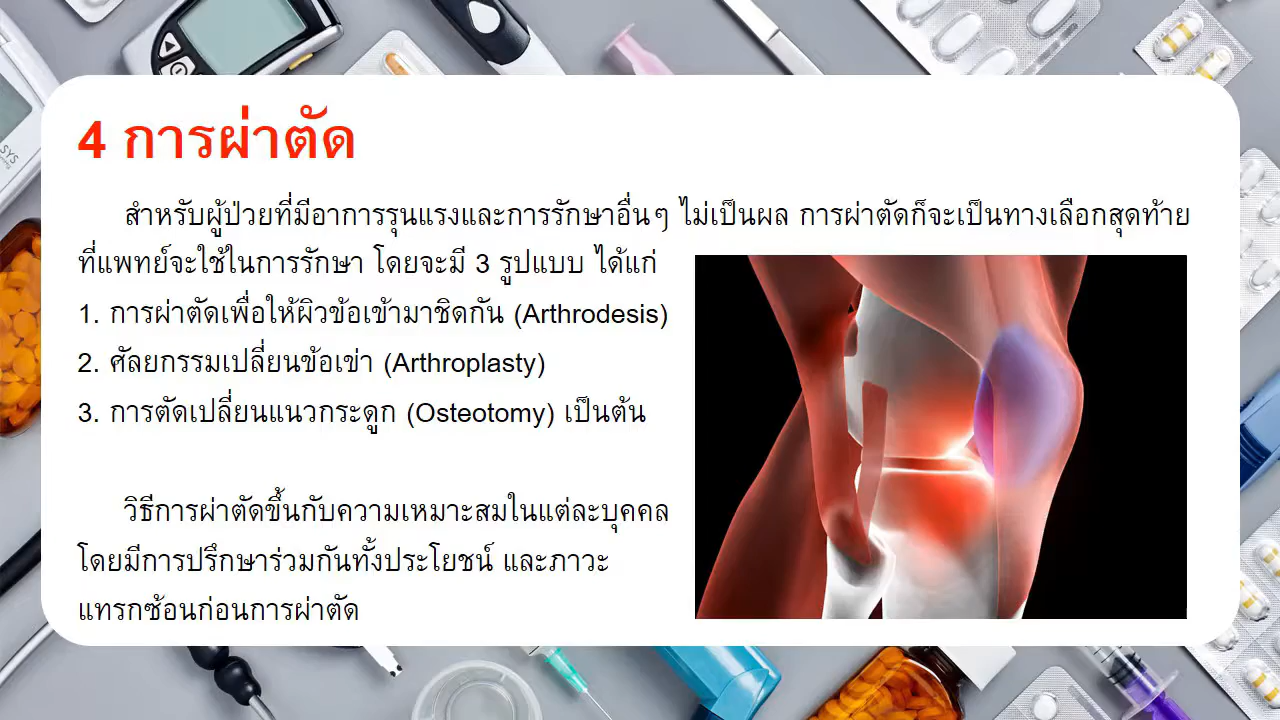 4 การผ่าตัด
สำหรับผู้ป่วยที่มีอาการรุนแรงและการรักษาอื่นๆ ไม่เป็นผล การผ่าตัดก็จะเป็นทางเลือกสุดท้าย
ที่แพทย์จะใช้ในการรักษา โดยจะมี 3 รูปแบบ ได้แก่
1. การผ่าตัดเพื่อให้ผิวข้อเข้ามาชิดกัน (Arthrodesis)
2. ศัลยกรรมเปลี่ยนข้อเข่า (Arthroplasty)
3. การตัดเปลี่ยนแนวกระดูก (Osteotomy) เป็นต้น
วิธีการผ่าตัดขึ้นกับความเหมาะสมในแต่ละบุคคล
โดยมีการปรึกษาร่วมกันทั้งประโยชน์ และภาวะ
แทรกซ้อนก่อนการผ่าตัด
SYS